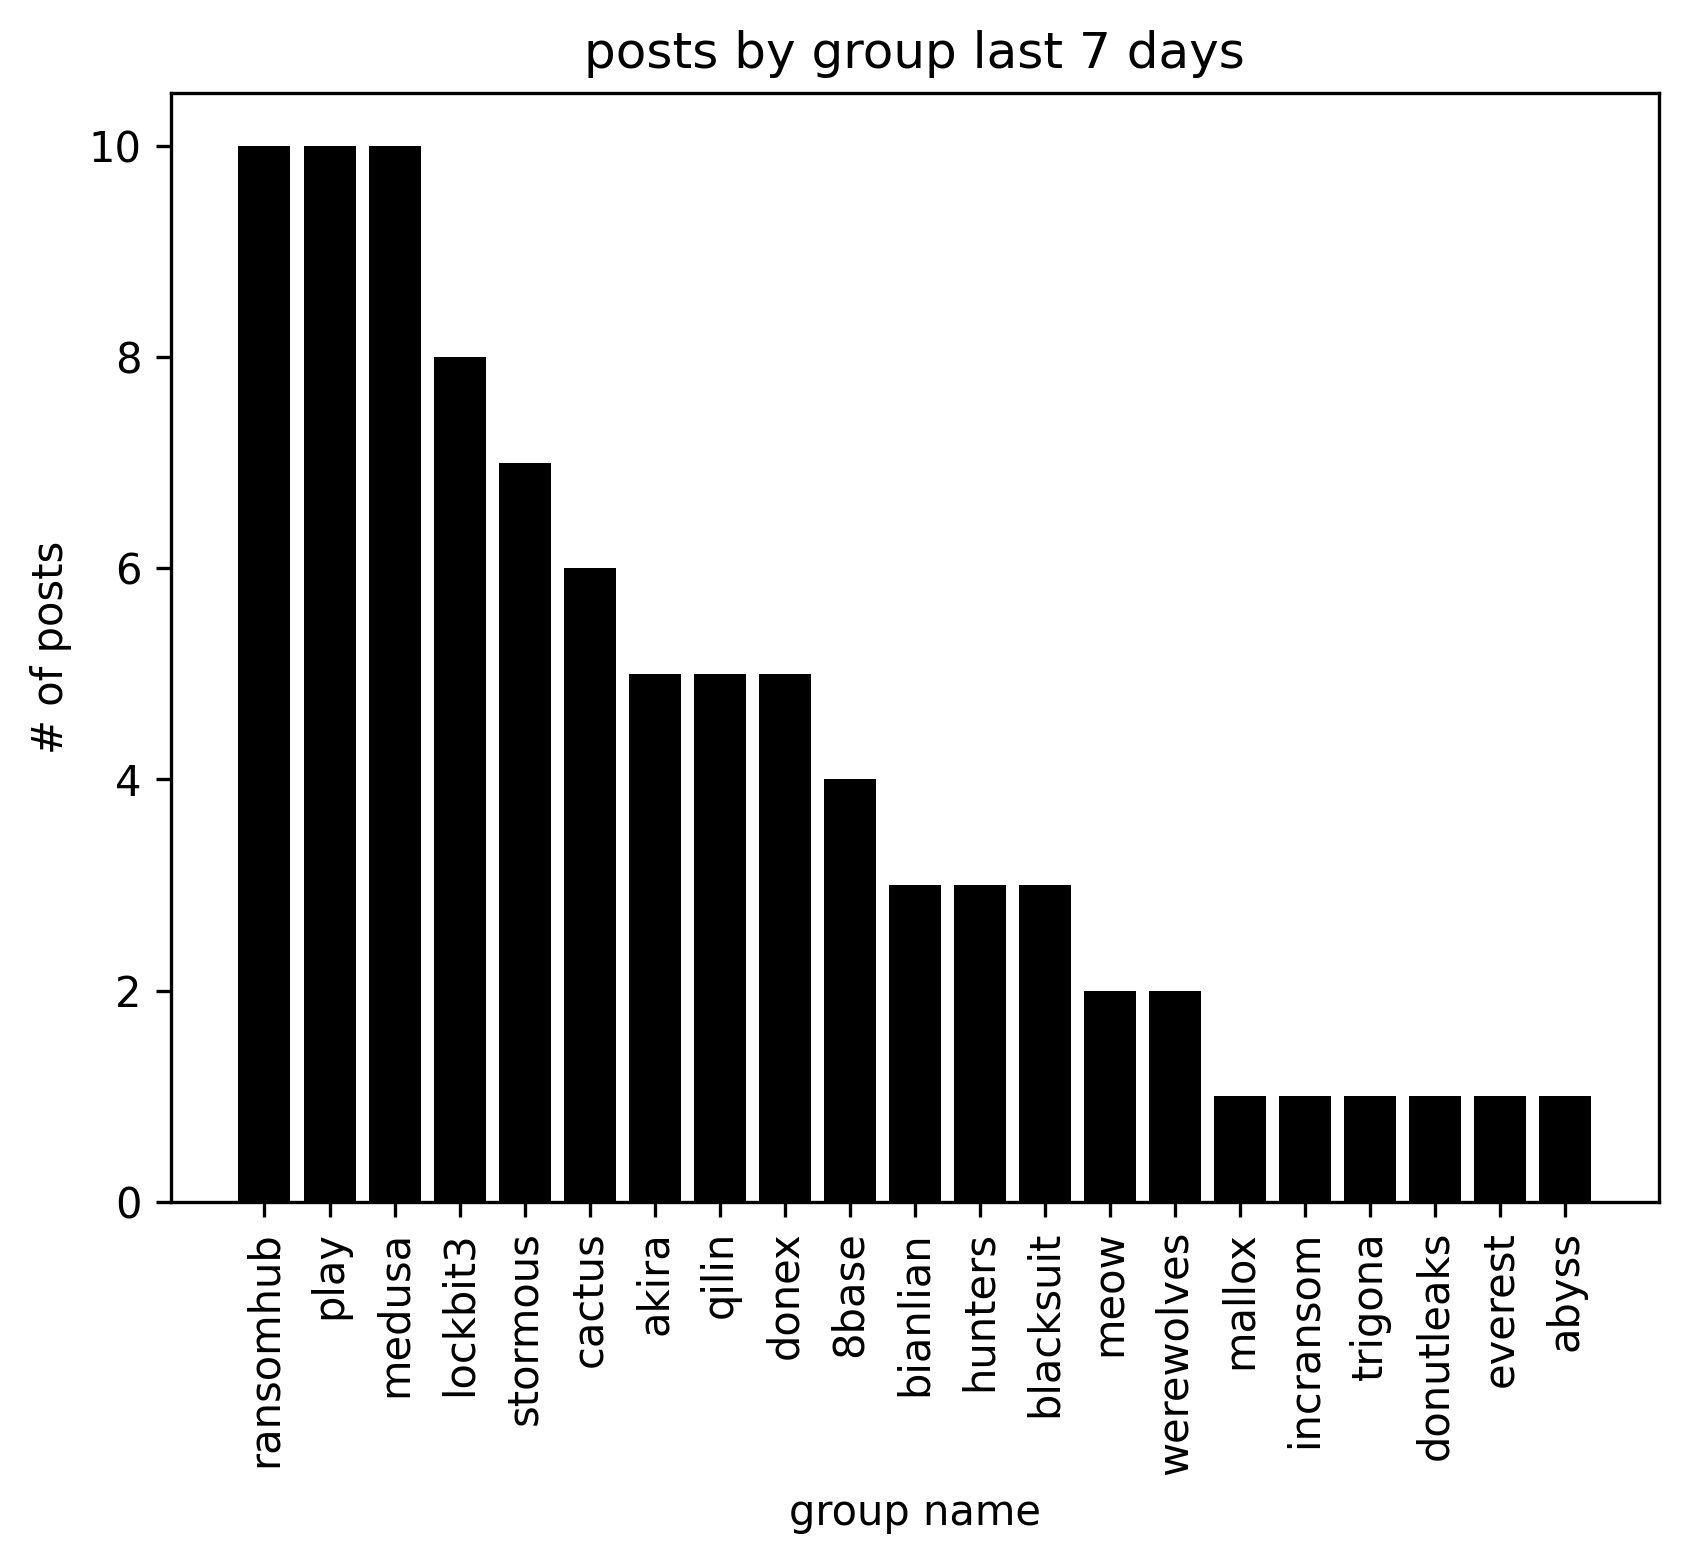 posts by group last 7 days
# of posts
10
8
6
4
2
0
ransomhub
play
medusa
lockbit3
stormous
cactus
akira
qilin
donex
8base
bianlian
hunters
blacksuit
meow
werewolves
mallox
incransom
trigona
donutleaks
everest
abyss
group name